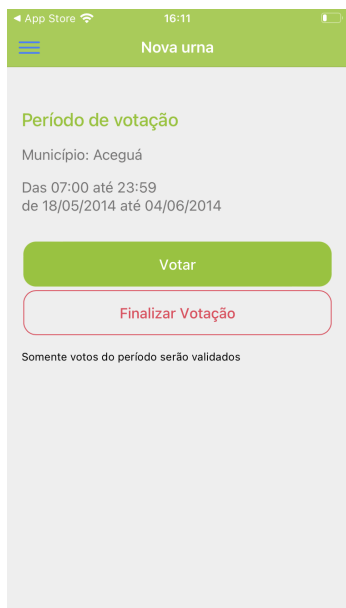 ◄ App Store 16:11
Nova urna
Período de votação
Município: Aceguá
Das 07:00 até 23:59
de 18/05/2014 até 04/06/2014
Votar
Finalizar Votação
Somente votos do período serão validados